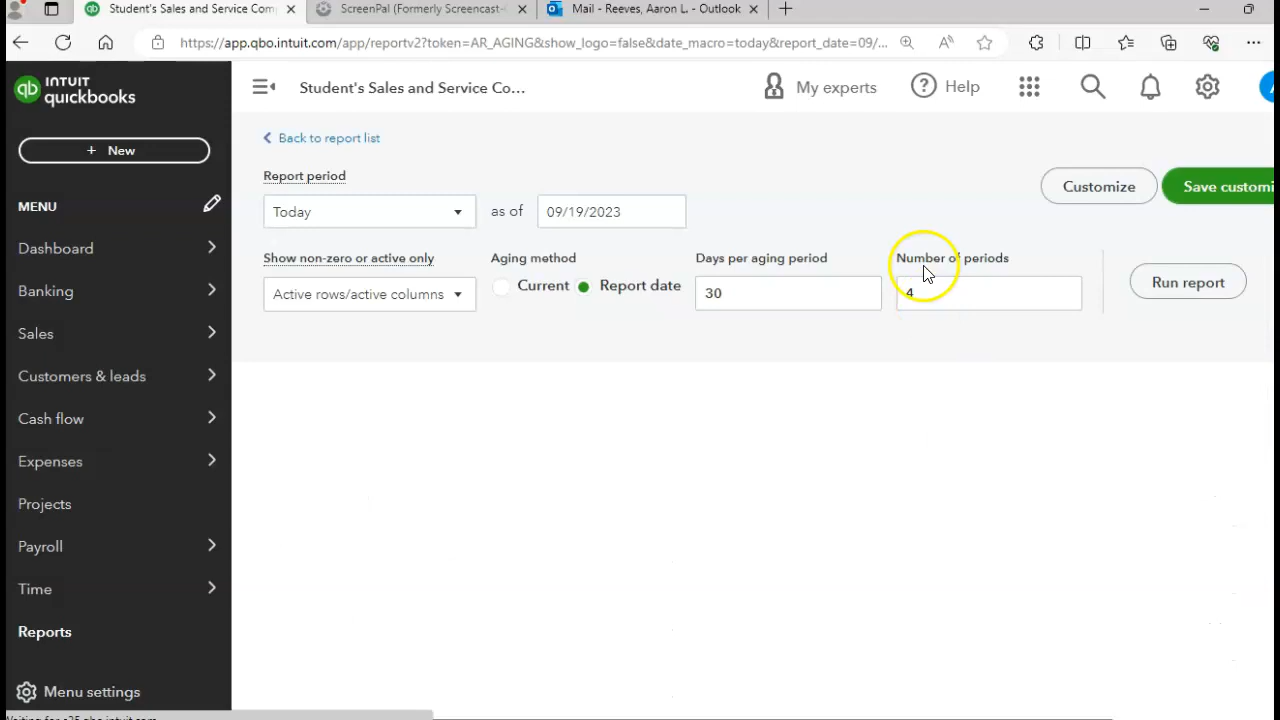 Student's Sales and Service Com
ScreenPal (Formerly Screencast-
Mail - Reeves, Aaron L. - Outlook
https://app.qbo.intuit.com/app/reportv2?token=AR_AGING&show_logo=false&date_macro=today&report_date=09/...
INTUIT
quickbooks
Student's Sales and Service Co...
My experts
Help
+ New
Back to report list
MENU
Report period
Customize
Save customi
Today
as of
09/19/2023
Dashboard
Show non-zero or active only
Aging method
Days per aging period
Number of periods
Banking
Active rows/active columns
Current
Report date
30
4
Run report
Sales
Customers & leads
Cash flow
Expenses
Projects
Payroll
Time
Reports
Menu settings